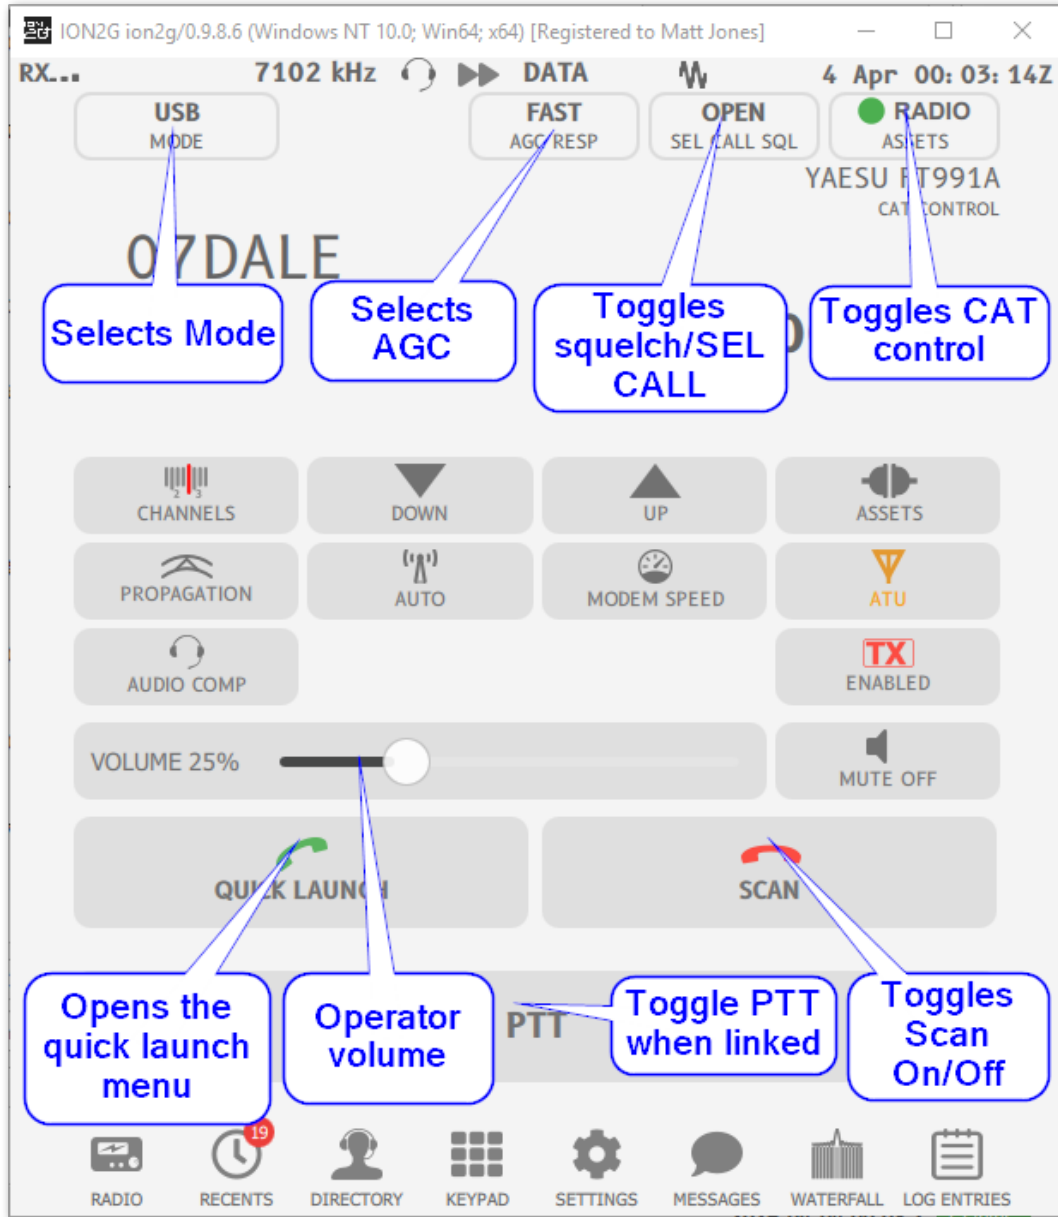 ION2G ion2g/0.9.8.6 (Windows NT 10.0; Win64; x64) [Registered to Matt Jones]
RX... 7102 kHz DATA 4 Apr 00:03:14Z
USB FAST OPEN RADIO
MODE AGC RESP SEL CALL SQL ASSETS
YAESU FT991A
CAT CONTROL
07DALE
Selects Mode
Selects
AGC
Toggles
squelch/SEL
CALL
Toggles CAT
control
2 3
CHANNELS DOWN UP ASSETS
PROPAGATION AUTO MODEM SPEED ATU
TX
AUDIO COMP ENABLED
VOLUME 25%
MUTE OFF
QUICK LAUNCH SCAN
Opens the
quick launch
menu
Operator
volume
PTT
Toggle PTT
when linked
Toggles
Scan
On/Off
19
RADIO RECENTS DIRECTORY KEYPAD SETTINGS MESSAGES WATERFALL LOG ENTRIES